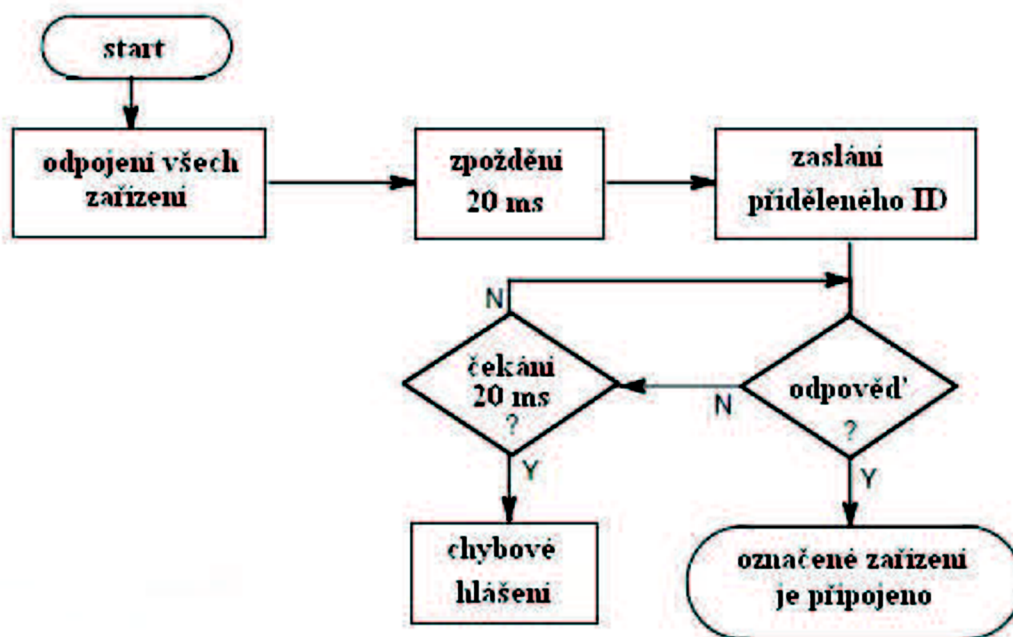 start
odpojení všech
zařízení
zpoždění
20 ms
zaslání
přiděleného ID
N
čekání
20 ms
?
N
odpověď
?
Y
Y
chybové
hlášení
označené zařízení
je připojeno